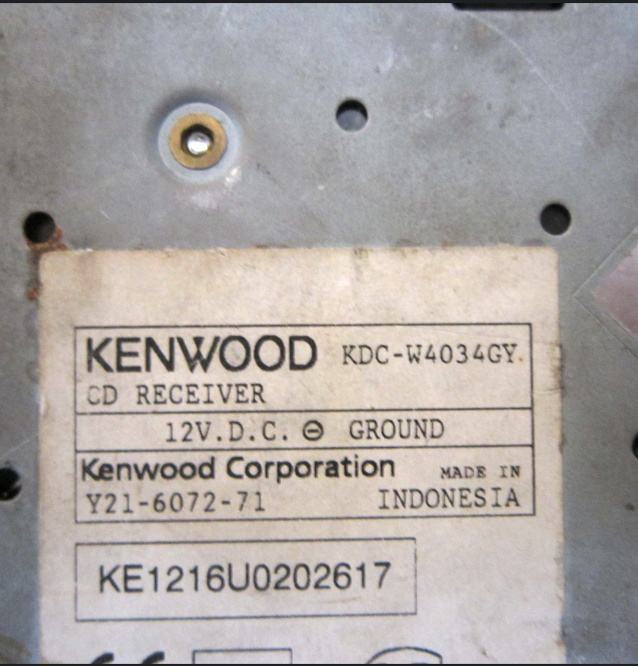 KENWOOD KDC-W4034GY
CD RECEIVER
12V.D.C. ⊖ GROUND
Kenwood Corporation MADE IN
Y21-6072-71 INDONESIA
KE1216U0202617